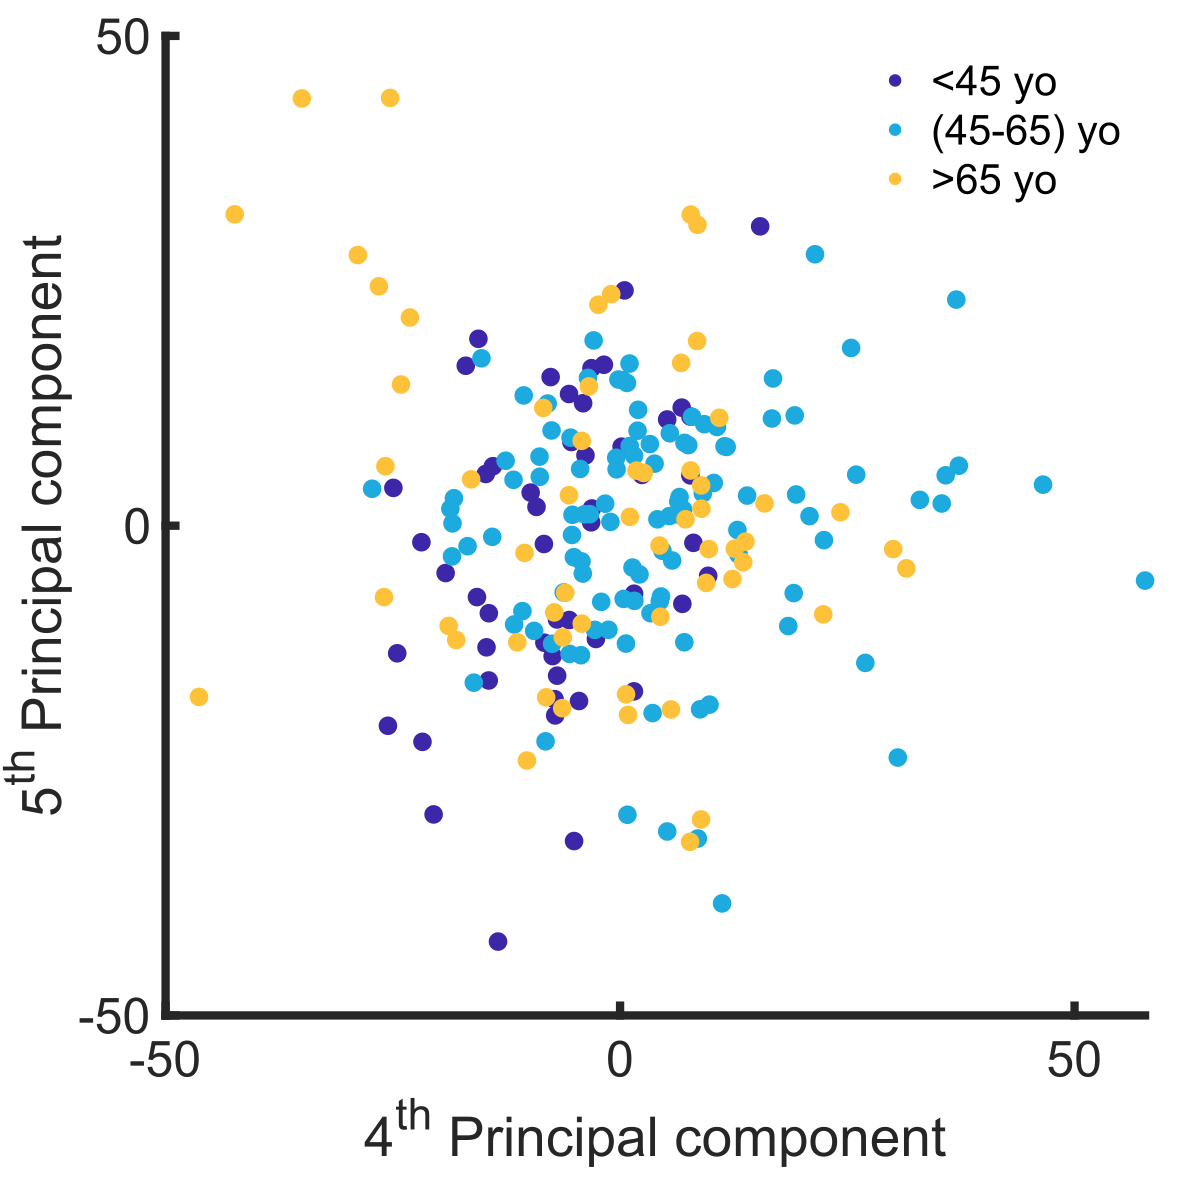 50
<45 yo
(45-65) yo
>65 yo
5th Principal component
0
-50
-50
0
50
4th Principal component